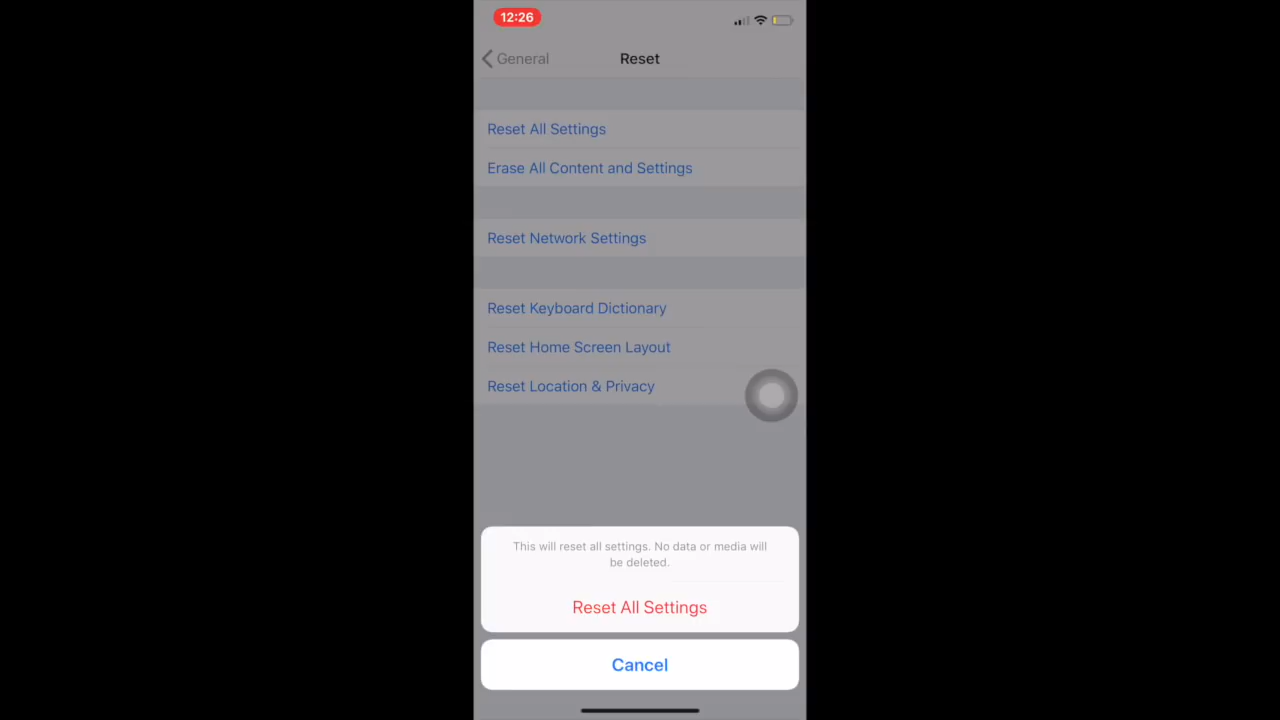 12:26
General
Reset
Reset All Settings
Erase All Content and Settings
Reset Network Settings
Reset Keyboard Dictionary
Reset Home Screen Layout
Reset Location & Privacy
This will reset all settings. No data or media will
be deleted.
Reset All Settings
Cancel